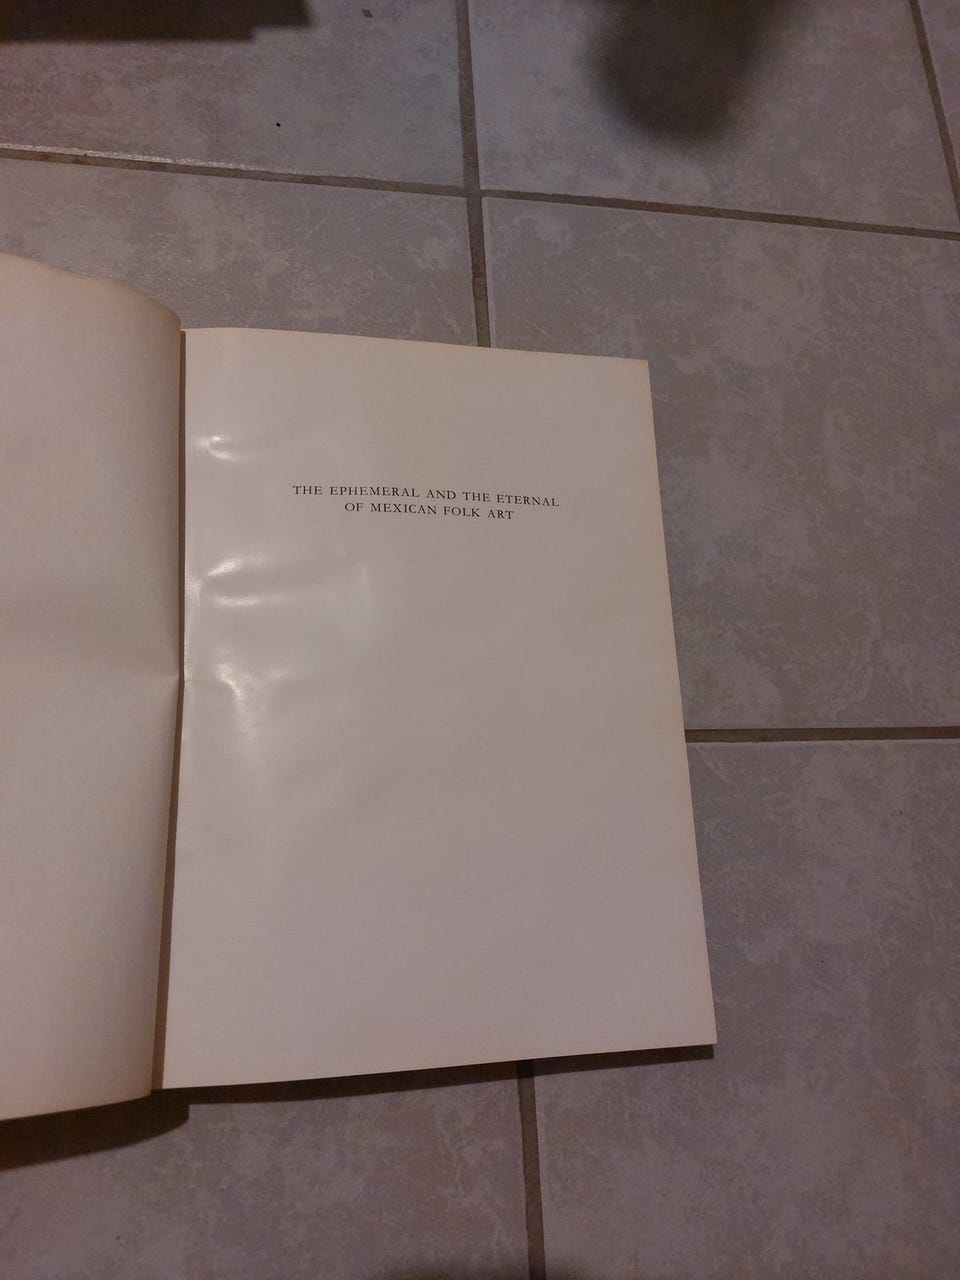 THE EPHEMERAL AND THE ETERNAL
OF MEXICAN FOLK ART